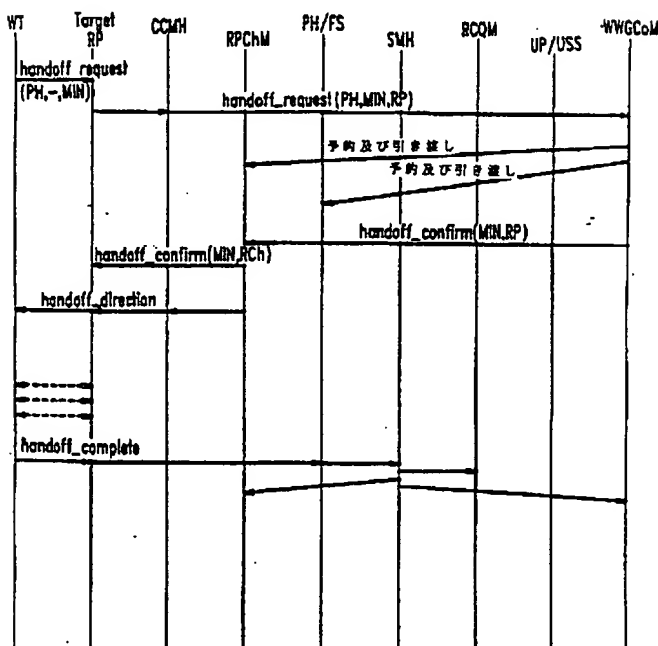 WT
Target
RP
CCMH
RPChM
PH/FS
SMH
RCQM
UP/USS
WWGCoM
handoff_request
(PH,-,MIN)
handoff_request(PH,MIN,RP)
予約及び引き渡し
予約及び引き渡し
handoff_confirm(MIN,RP)
handoff_confirm(MIN,RCh)
handoff_direction
handoff_complete